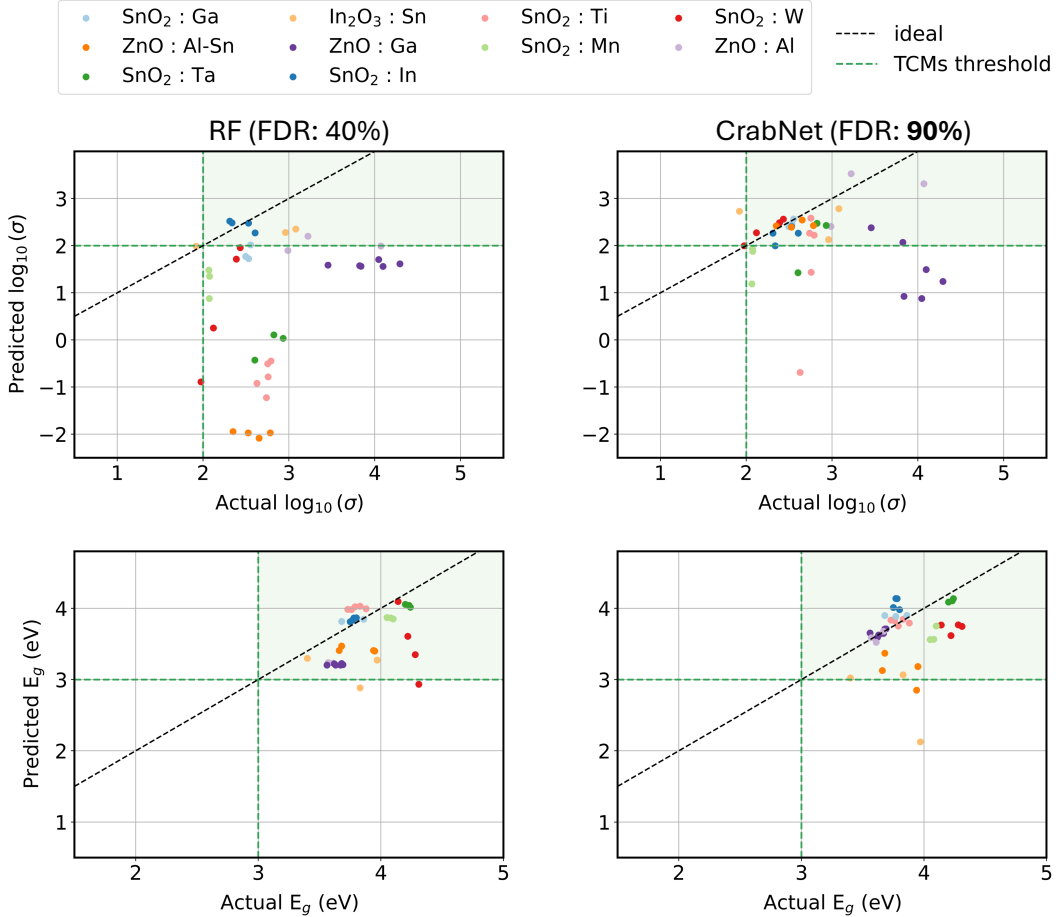 SnO₂ : Ga In₂O₃ : Sn SnO₂ : Ti SnO₂ : W
ZnO : Al-Sn ZnO : Ga SnO₂ : Mn ZnO : Al
SnO₂ : Ta SnO₂ : In
ideal
TCMs threshold
RF (FDR: 40%)
Predicted log₁₀(σ)
3
2
1
0
−1
−2
1 2 3 4 5
Actual log₁₀(σ)
CrabNet (FDR: 90%)
3
2
1
0
−1
−2
1 2 3 4 5
Actual log₁₀(σ)
Predicted E_g (eV)
4
3
2
1
2 3 4 5
Actual E_g (eV)
4
3
2
1
2 3 4 5
Actual E_g (eV)